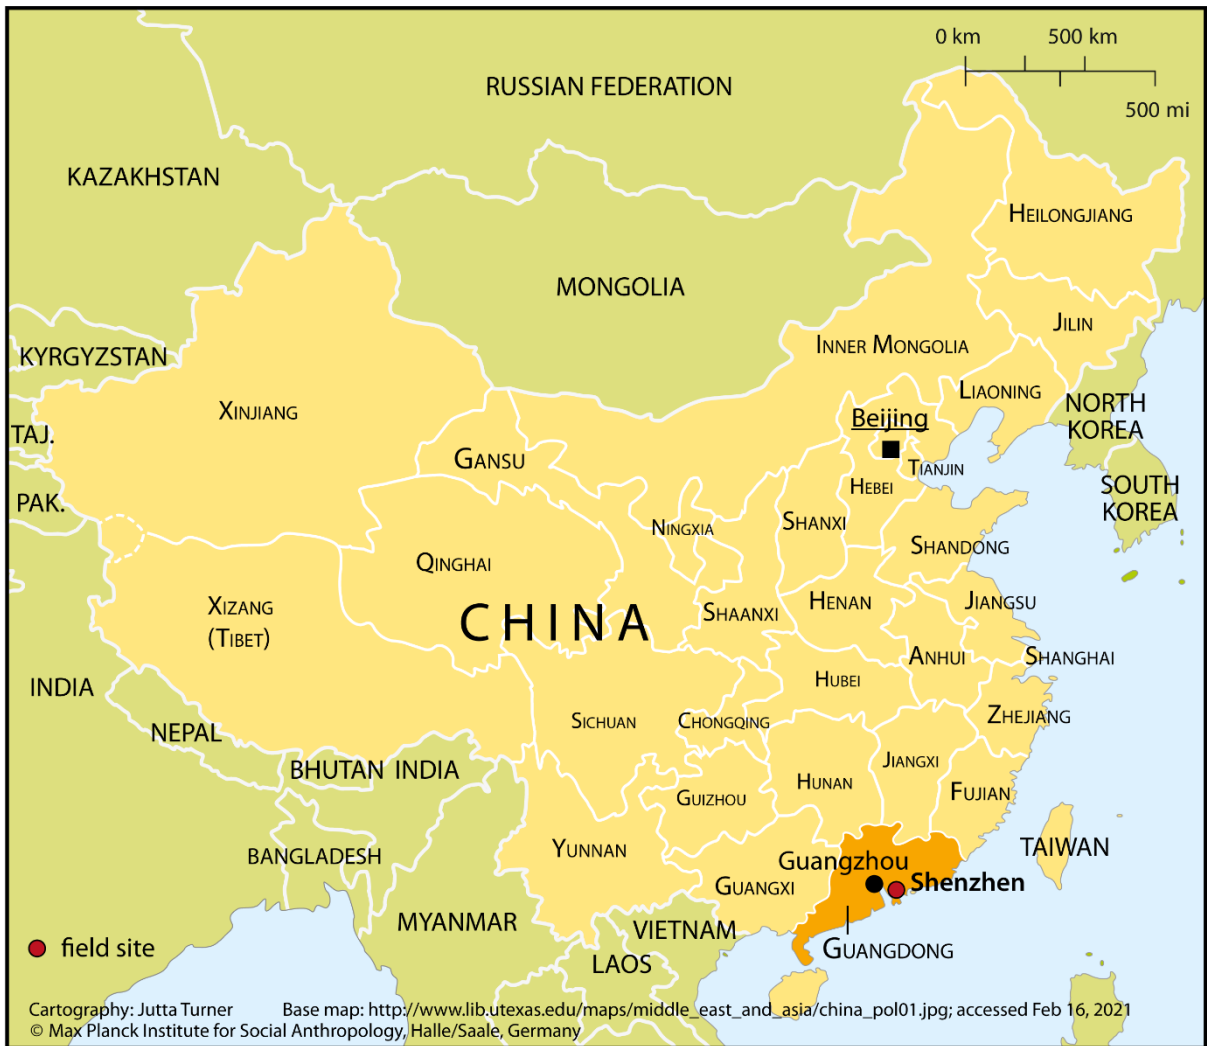 0 km 500 km
500 mi
RUSSIAN FEDERATION
KAZAKHSTAN
HEILONGJIANG
MONGOLIA
JILIN
INNER MONGOLIA
KYRGYZSTAN
LIAONING
XINJIANG
NORTH
KOREA
Beijing
TAJ.
GANSU
TIANJIN
HEBEI
SOUTH
KOREA
PAK.
NINGXIA
SHANXI
SHANDONG
QINGHAI
XIZANG
(TIBET)
HENAN
JIANGSU
SHAANXI
CHINA
ANHUI
SHANGHAI
HUBEI
INDIA
SICHUAN
CHONGQING
ZHEJIANG
NEPAL
JIANGXI
BHUTAN INDIA
HUNAN
FUJIAN
GUIZHOU
YUNNAN
TAIWAN
BANGLADESH
Guangzhou
Shenzhen
GUANGXI
MYANMAR
VIETNAM
GUANGDONG
LAOS
field site
Cartography: Jutta Turner Base map: http://www.lib.utexas.edu/maps/middle_east_and_asia/china_pol01.jpg; accessed Feb 16, 2021
© Max Planck Institute for Social Anthropology, Halle/Saale, Germany